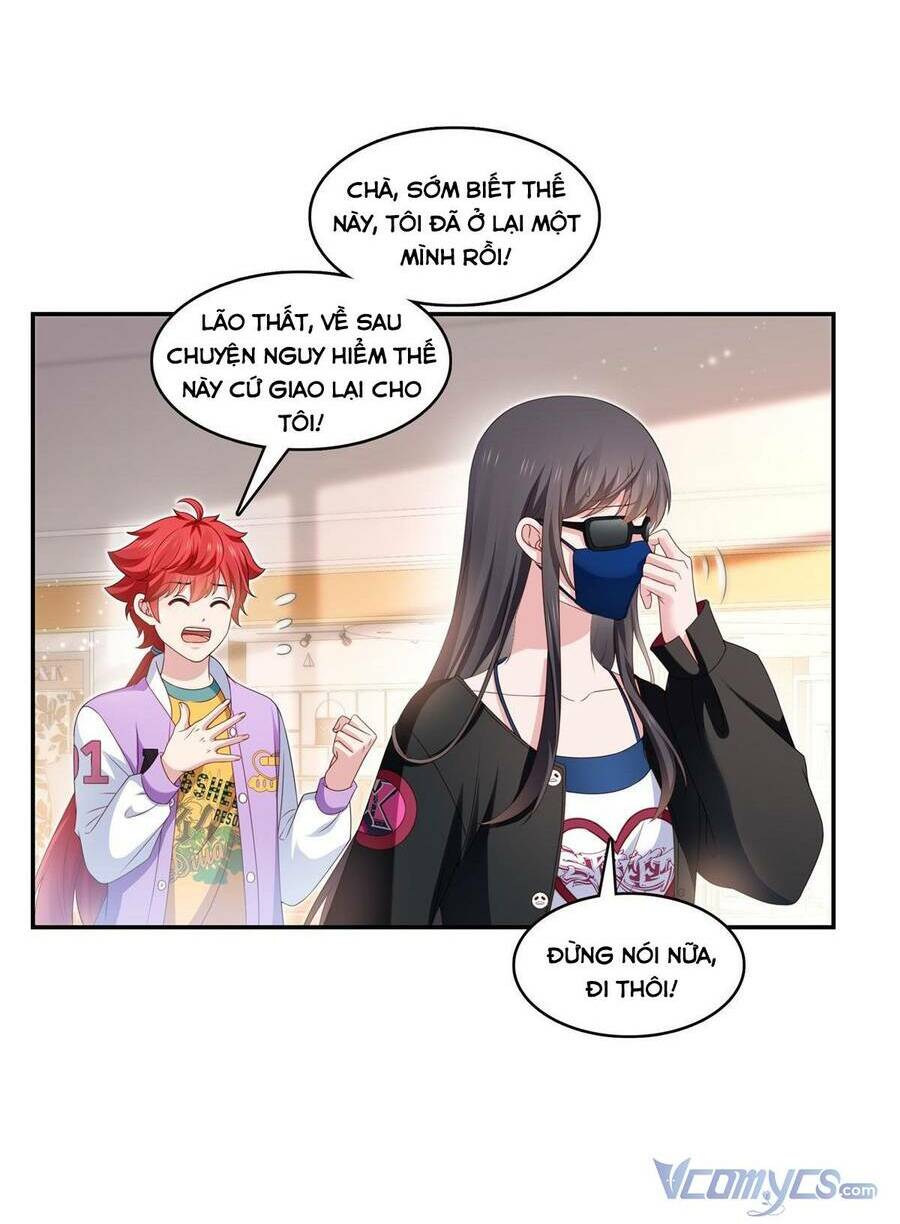 CHÀ, SỚM BIẾT THẾ
NÀY, TÔI ĐÃ Ở LẠI MỘT
MÌNH RỒI!
LÃO THẤT, VỀ SAU
CHUYỆN NGUY HIỂM THẾ
NÀY CỨ GIAO LẠI CHO
TÔI!
ĐỪNG NÓI NỮA,
ĐI THÔI!
VCOMYCS.com